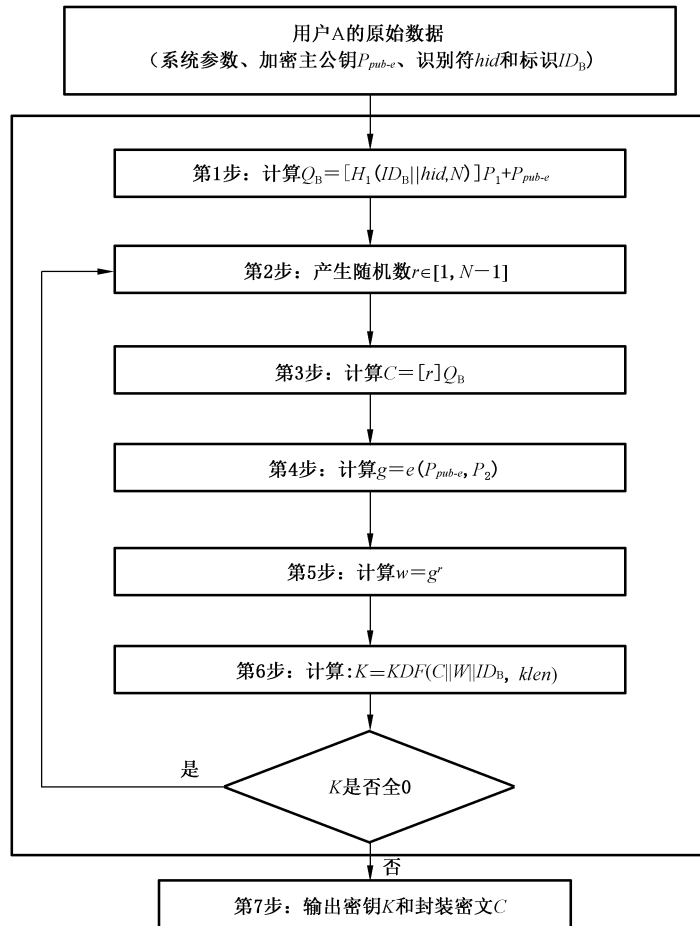 用户A的原始数据
（系统参数、加密主公钥Ppub-e、识别符hid和标识IDB）
第1步：计算QB=[H1(IDB||hid,N)]P1+Ppub-e
第2步：产生随机数r∈[1,N-1]
第3步：计算C=[r]QB
第4步：计算g=e(Ppub-e,P2)
第5步：计算w=g^r
第6步：计算:K=KDF(C||W||IDB, klen)
是
K是否全0
否
第7步：输出密钥K和封装密文C